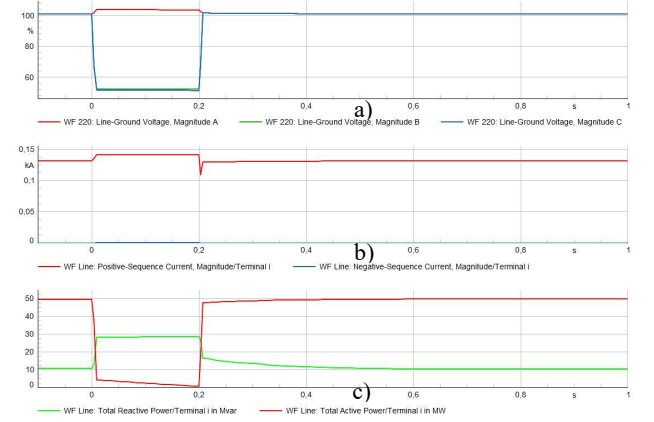 100
%
80
60
0 0,2 0,4 0,6 0,8 s 1
a)
WF 220: Line-Ground Voltage, Magnitude A WF 220: Line-Ground Voltage, Magnitude B WF 220: Line-Ground Voltage, Magnitude C
0,15
kA
0,1
0,05
0
0 0,2 0,4 0,6 0,8 s 1
b)
WF Line: Positive-Sequence Current, Magnitude/Terminal i WF Line: Negative-Sequence Current, Magnitude/Terminal i
50
40
30
20
10
0
0 0,2 0,4 0,6 0,8 s 1
c)
WF Line: Total Reactive Power/Terminal i in Mvar WF Line: Total Active Power/Terminal i in MW